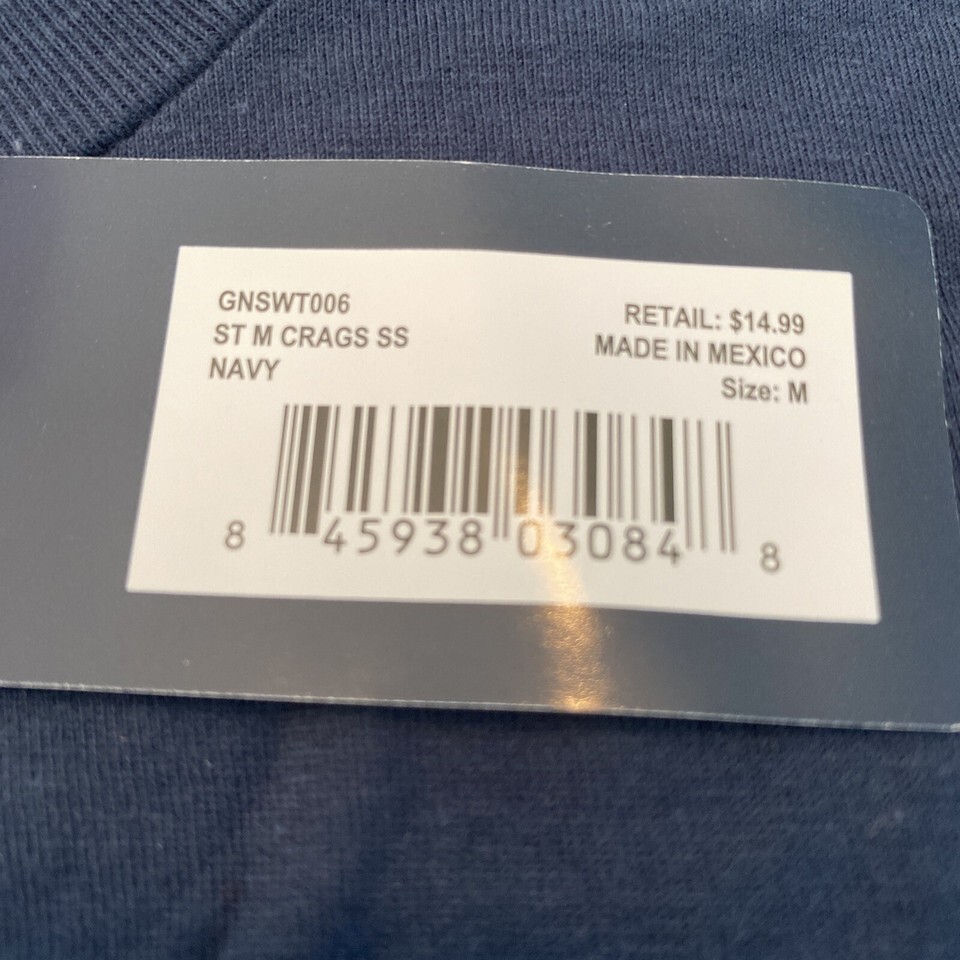 GNSWT006
ST M CRAGS SS
NAVY
RETAIL: $14.99
MADE IN MEXICO
Size: M
8 45938 03084 8